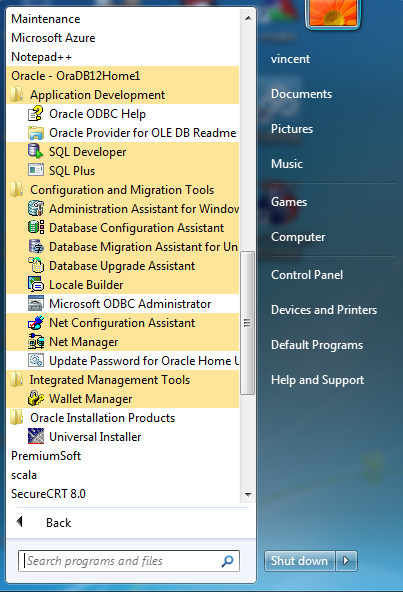 Maintenance
Microsoft Azure
Notepad++
Oracle - OraDB12Home1
Application Development
Oracle ODBC Help
Oracle Provider for OLE DB Readme
SQL Developer
SQL Plus
Configuration and Migration Tools
Administration Assistant for Window
Database Configuration Assistant
Database Migration Assistant for Un
Database Upgrade Assistant
Locale Builder
Microsoft ODBC Administrator
Net Configuration Assistant
Net Manager
Update Password for Oracle Home U
Integrated Management Tools
Wallet Manager
Oracle Installation Products
Universal Installer
PremiumSoft
scala
SecureCRT 8.0
Back
Search programs and files
vincent
Documents
Pictures
Music
Games
Computer
Control Panel
Devices and Printers
Default Programs
Help and Support
Shut down